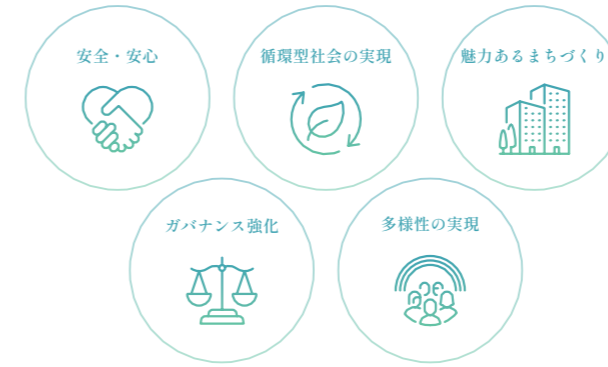 安全・安心
循環型社会の実現
魅力あるまちづくり
ガバナンス強化
多様性の実現